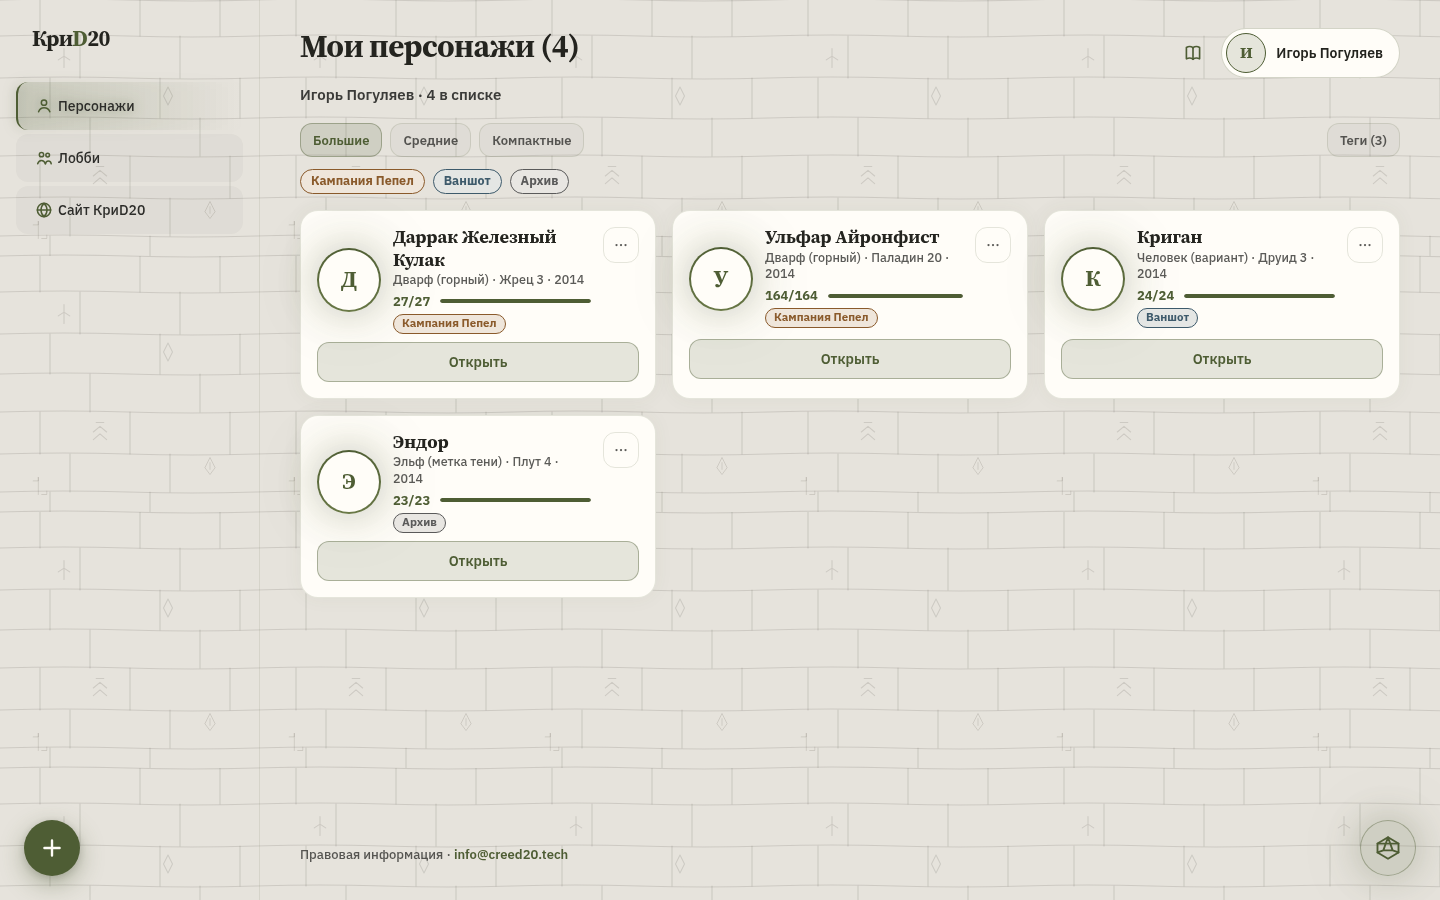 КриD20
Персонажи
Лобби
Сайт КриD20
Мои персонажи (4)
И
Игорь Погуляев
Игорь Погуляев · 4 в списке
Большие
Средние
Компактные
Теги (3)
Кампания Пепел
Ваншот
Архив
Д
Даррак Железный
Кулак
Дварф (горный) · Жрец 3 · 2014
27/27
Кампания Пепел
Открыть
У
Ульфар Айронфист
Дварф (горный) · Паладин 20 ·
2014
164/164
Кампания Пепел
Открыть
К
Криган
Человек (вариант) · Друид 3 ·
2014
24/24
Ваншот
Открыть
Э
Эндор
Эльф (метка тени) · Плут 4 ·
2014
23/23
Архив
Открыть
Правовая информация · info@creed20.tech